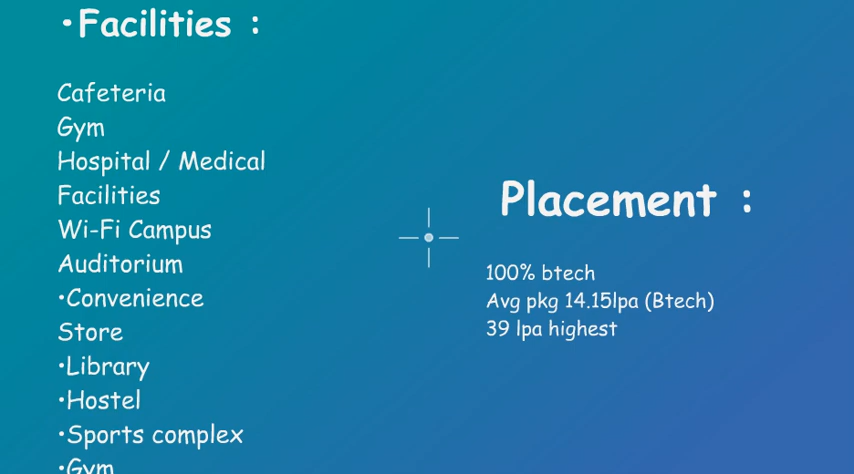 •Facilities :
Cafeteria
Gym
Hospital / Medical
Facilities
Wi-Fi Campus
Auditorium
•Convenience
Store
•Library
•Hostel
•Sports complex
•Gym
Placement :
100% btech
Avg pkg 14.15lpa (Btech)
39 lpa highest